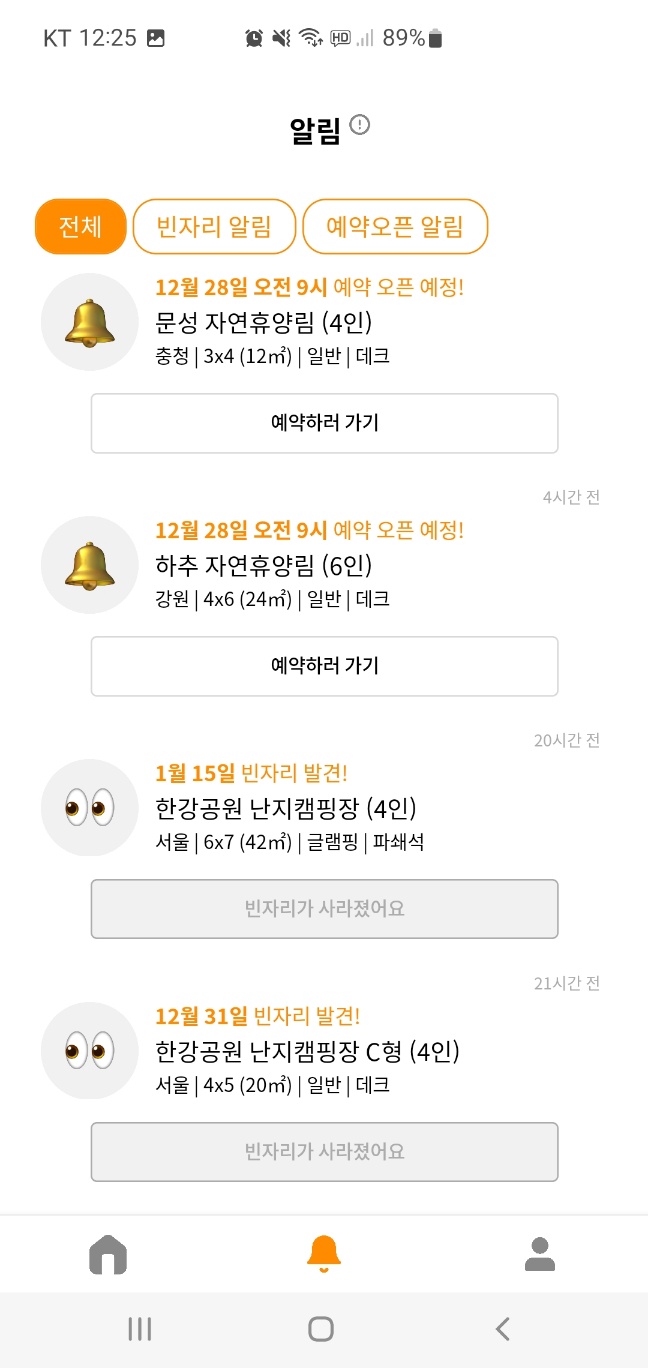 KT 12:25 HD 89%
알림
전체 빈자리 알림 예약오픈 알림
12월 28일 오전 9시 예약 오픈 예정!
문성 자연휴양림 (4인)
충청 | 3x4 (12㎡) | 일반 | 데크
예약하러 가기
4시간 전
12월 28일 오전 9시 예약 오픈 예정!
하추 자연휴양림 (6인)
강원 | 4x6 (24㎡) | 일반 | 데크
예약하러 가기
20시간 전
1월 15일 빈자리 발견!
한강공원 난지캠핑장 (4인)
서울 | 6x7 (42㎡) | 글램핑 | 파쇄석
빈자리가 사라졌어요
21시간 전
12월 31일 빈자리 발견!
한강공원 난지캠핑장 C형 (4인)
서울 | 4x5 (20㎡) | 일반 | 데크
빈자리가 사라졌어요